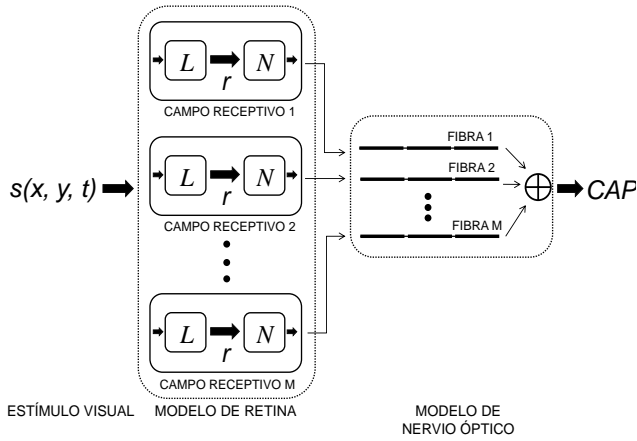 L
r
N
CAMPO RECEPTIVO 1
s(x, y, t)
L
r
N
CAMPO RECEPTIVO 2
L
r
N
CAMPO RECEPTIVO M
FIBRA 1
FIBRA 2
FIBRA M
CAP
ESTÍMULO VISUAL
MODELO DE RETINA
MODELO DE
NERVIO ÓPTICO